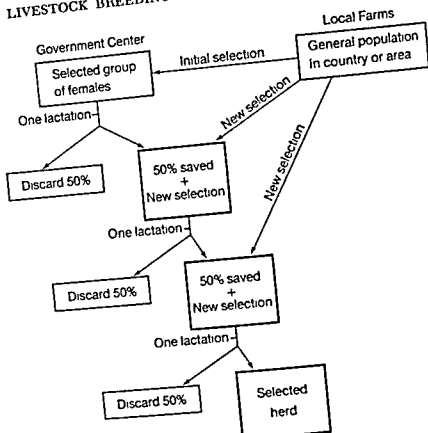 LIVESTOCK BREEDING
Local Farms
Government Center
General population
in country or area
Initial selection
Selected group
of females
One lactation
New selection
New selection
Discard 50%
50% saved
+
New selection
One lactation
Discard 50%
50% saved
+
New selection
One lactation
Discard 50%
Selected
herd